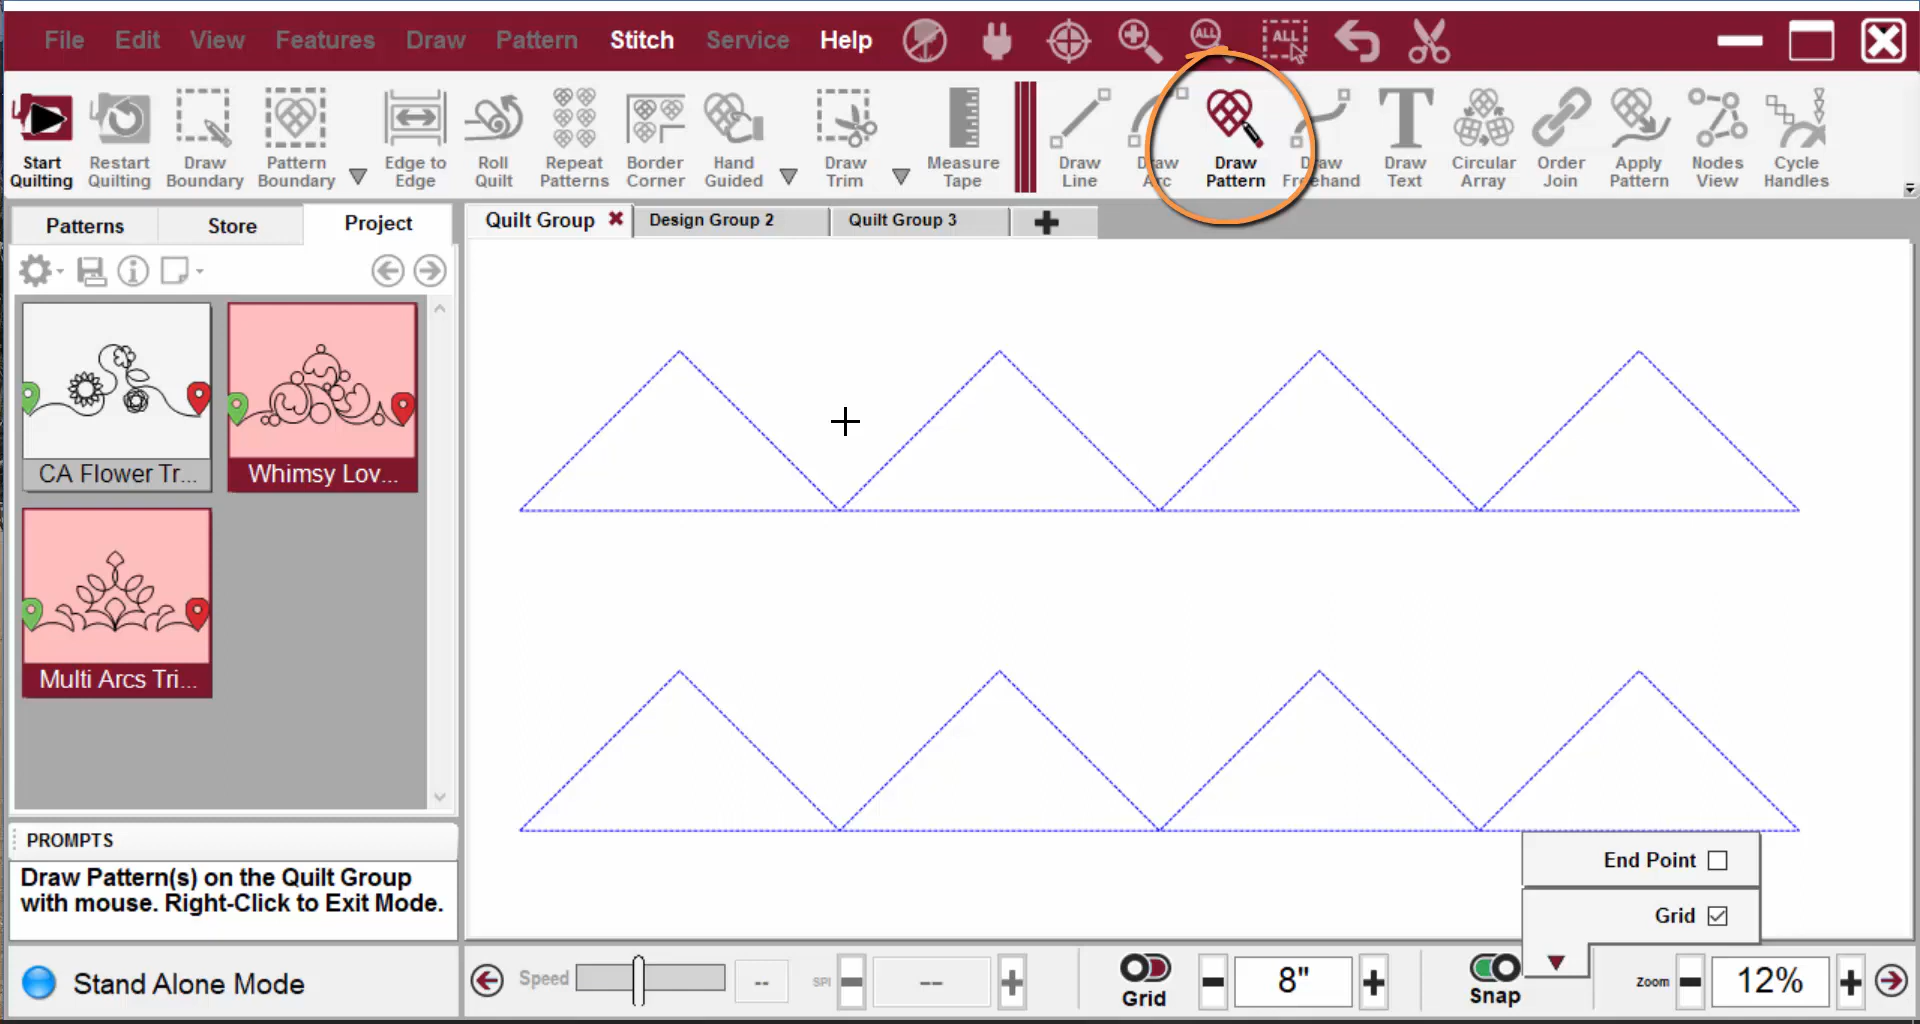 File Edit View Features Draw Pattern Stitch Service Help
ALL ALL
Start Quilting
Restart Quilting
Draw Boundary
Pattern Boundary
Edge to Edge
Roll Quilt
Repeat Patterns
Border Corner
Hand Guided
Draw Trim
Measure Tape
Draw Line
Draw Arc
Draw Pattern
Draw Freehand
Draw Text
Circular Array
Order Join
Apply Pattern
Nodes View
Cycle Handles
Patterns Store Project
Quilt Group Design Group 2 Quilt Group 3
CA Flower Tr...
Whimsy Lov...
Multi Arcs Tri...
PROMPTS
Draw Pattern(s) on the Quilt Group
with mouse. Right-Click to Exit Mode.
End Point
Grid
Stand Alone Mode
Speed -- SPI --
Grid 8"
Snap
Zoom 12%